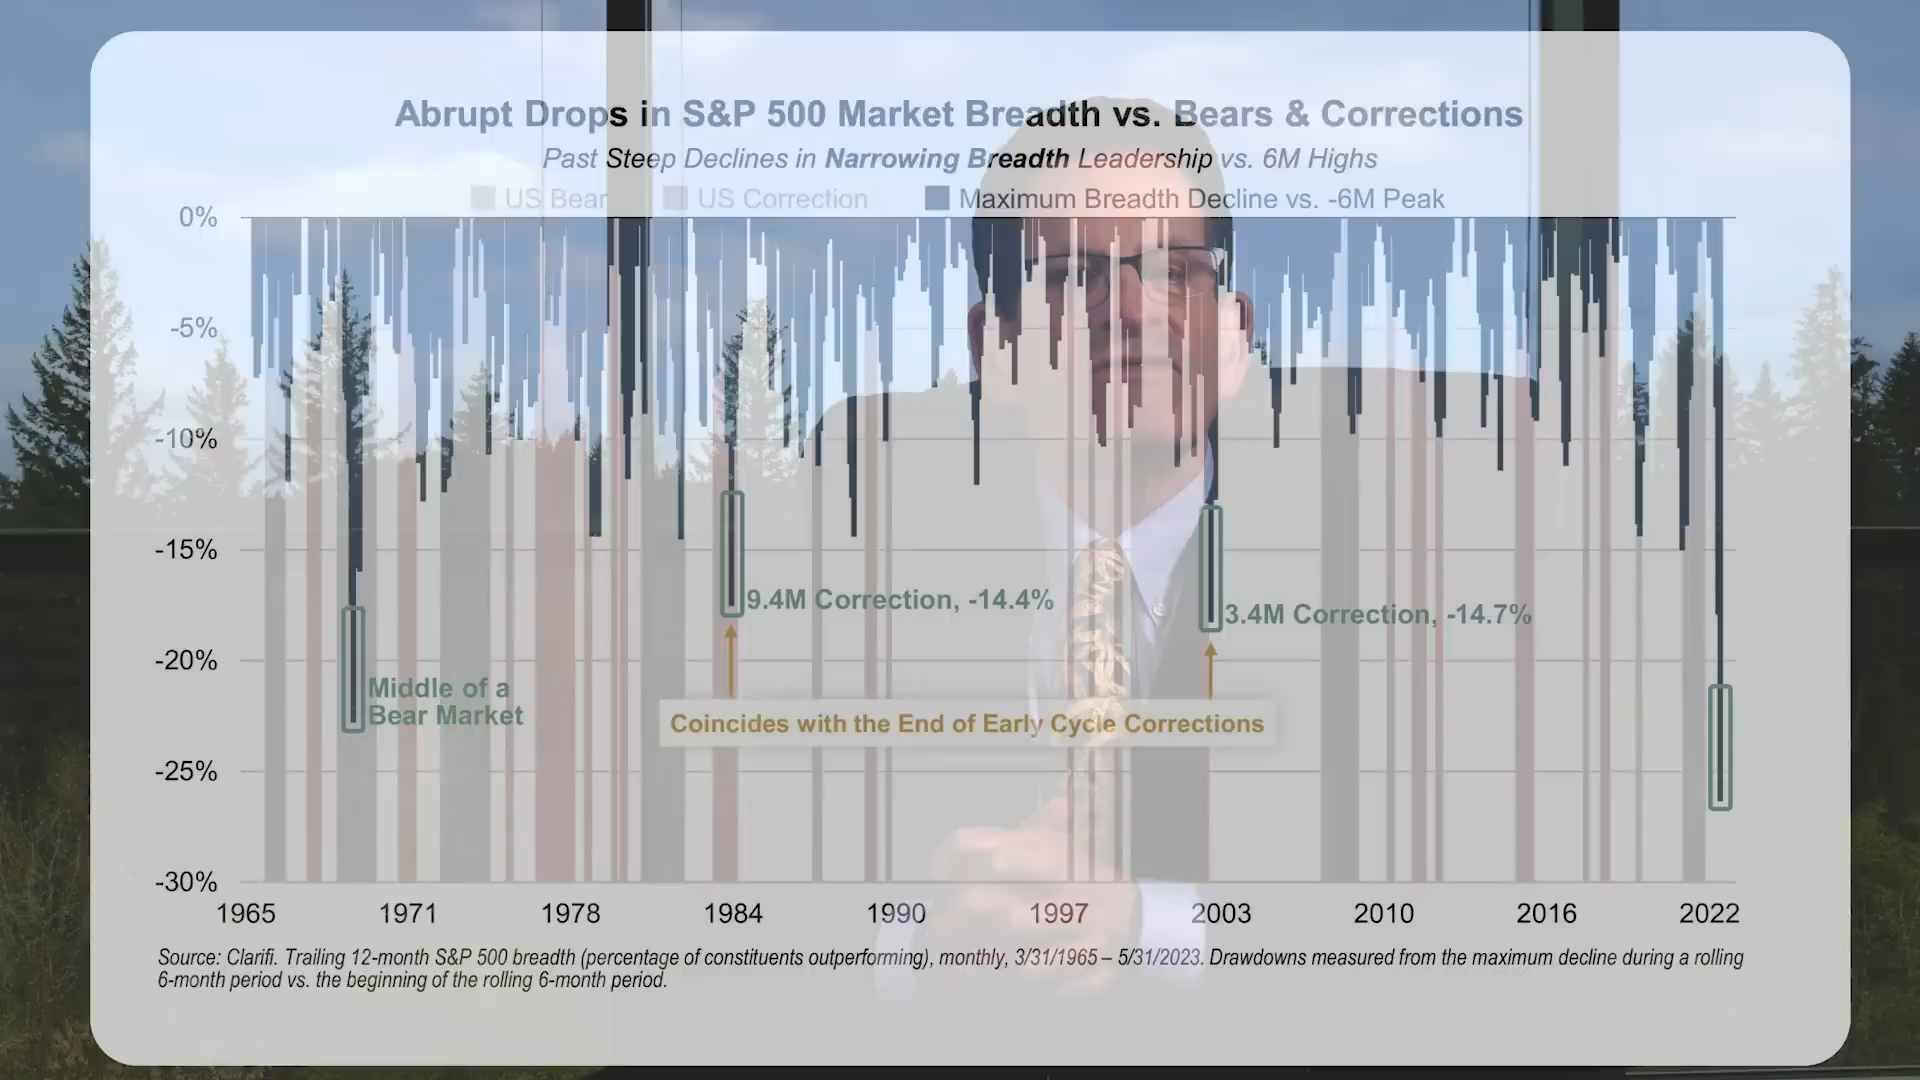 Abrupt Drops in S&P 500 Market Breadth vs. Bears & Corrections
Past Steep Declines in Narrowing Breadth Leadership vs. 6M Highs
US Bear US Correction Maximum Breadth Decline vs. -6M Peak
0%
-5%
-10%
-15%
9.4M Correction, -14.4%
3.4M Correction, -14.7%
-20%
Middle of a
Bear Market
Coincides with the End of Early Cycle Corrections
-25%
-30%
1965 1971 1978 1984 1990 1997 2003 2010 2016 2022
Source: Clarifi. Trailing 12-month S&P 500 breadth (percentage of constituents outperforming), monthly, 3/31/1965 – 5/31/2023. Drawdowns measured from the maximum decline during a rolling
6-month period vs. the beginning of the rolling 6-month period.